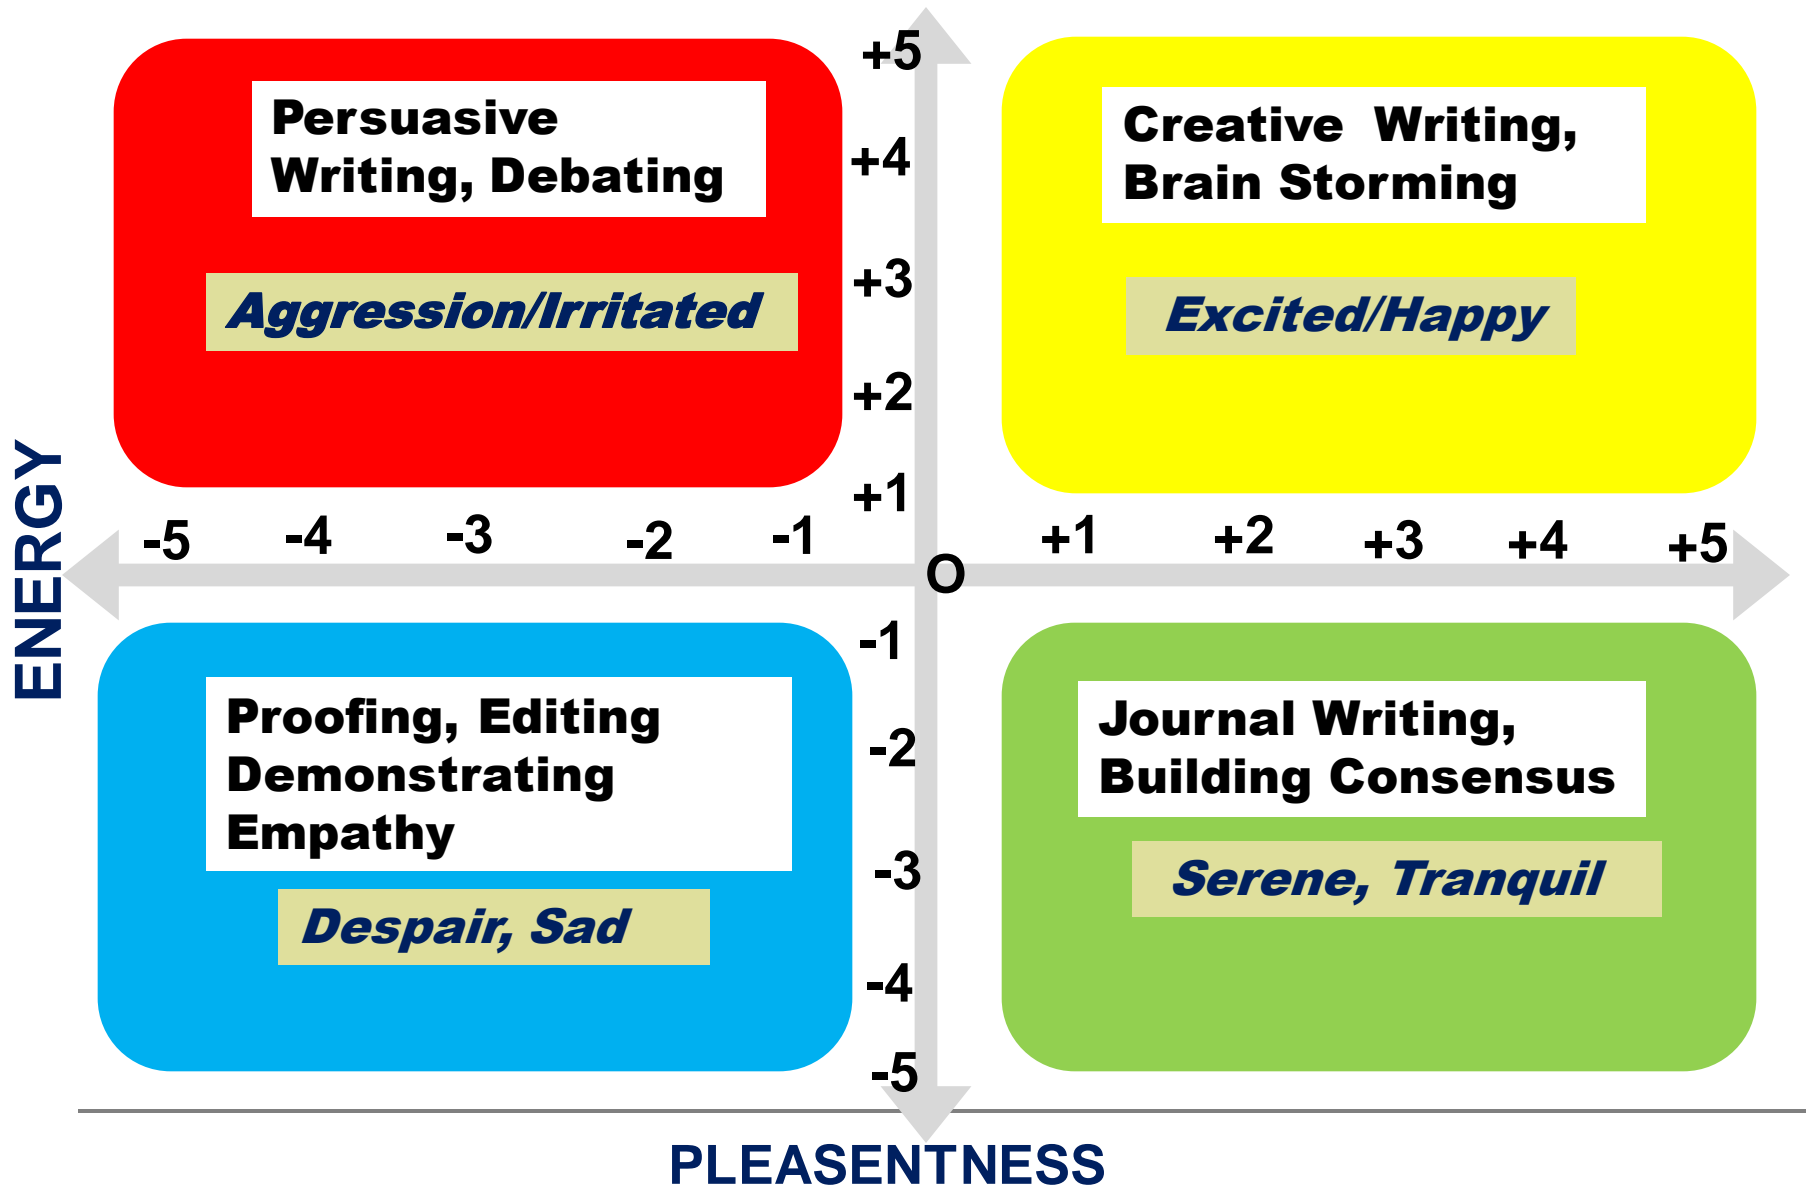 Persuasive
Writing, Debating
Aggression/Irritated
Creative  Writing,
Brain Storming
Excited/Happy
+5
+4
+3
+2
+1
ENERGY
-5 -4 -3 -2 -1
+1 +2 +3 +4 +5
O
Proofing, Editing
Demonstrating
Empathy
Despair, Sad
-1
-2
-3
-4
-5
Journal Writing,
Building Consensus
Serene, Tranquil
PLEASENTNESS